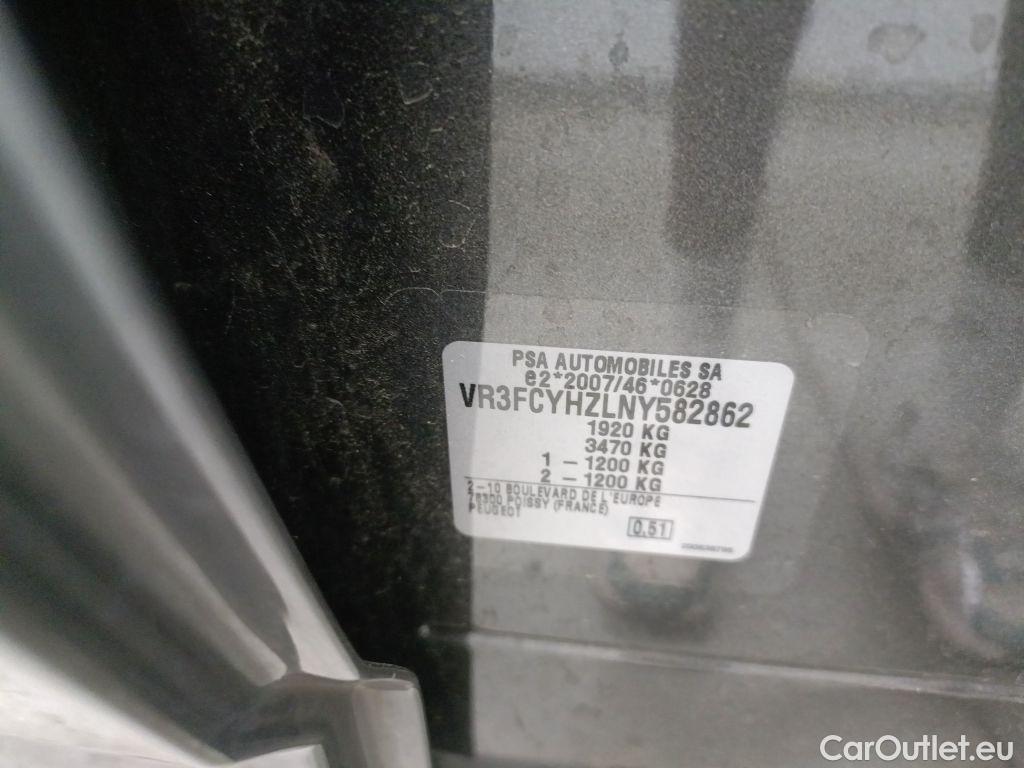 PSA AUTOMOBILES SA
e2*2007/46*0628
VR3FCYHZLNY582862
1920 KG
3470 KG
1 - 1200 KG
2 - 1200 KG
2-10 BOULEVARD DE L'EUROPE
78300 POISSY (FRANCE)
PEUGEOT
0.51
CarOutlet.eu